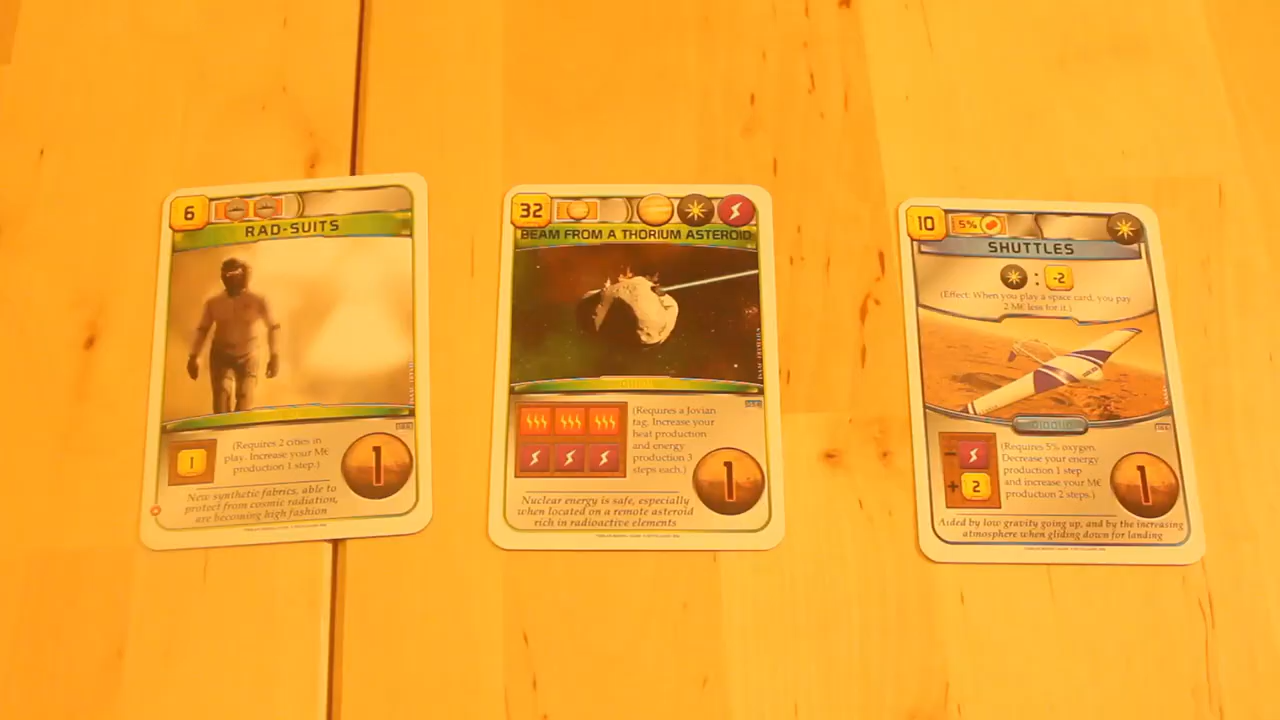 6
RAD-SUITS
1
(Requires 2 cities in
play. Increase your M€
production 1 step.)
1
New synthetic fabrics, able to
protect from cosmic radiation,
are becoming high fashion
32
BEAM FROM A THORIUM ASTEROID
(Requires a Jovian
tag. Increase your
heat production
and energy
production 3
steps each.)
1
Nuclear energy is safe, especially
when located on a remote asteroid
rich in radioactive elements
10
5%
SHUTTLES
: -2
(Effect: When you play a space card, you pay
2 M€ less for it.)
-
+ 2
(Requires 5% oxygen.
Decrease your energy
production 1 step
and increase your M€
production 2 steps.)
1
Aided by low gravity going up, and by the increasing
atmosphere when gliding down for landing